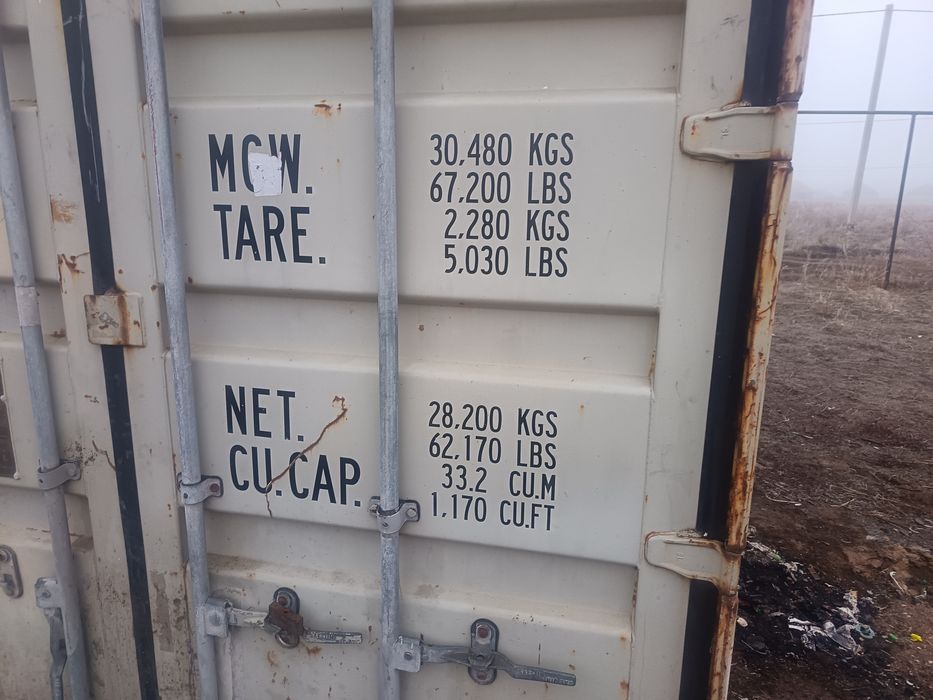 MGW. 30,480 KGS
67,200 LBS
TARE. 2,280 KGS
5,030 LBS
NET. 28,200 KGS
62,170 LBS
CU.CAP. 33.2 CU.M
1,170 CU.FT